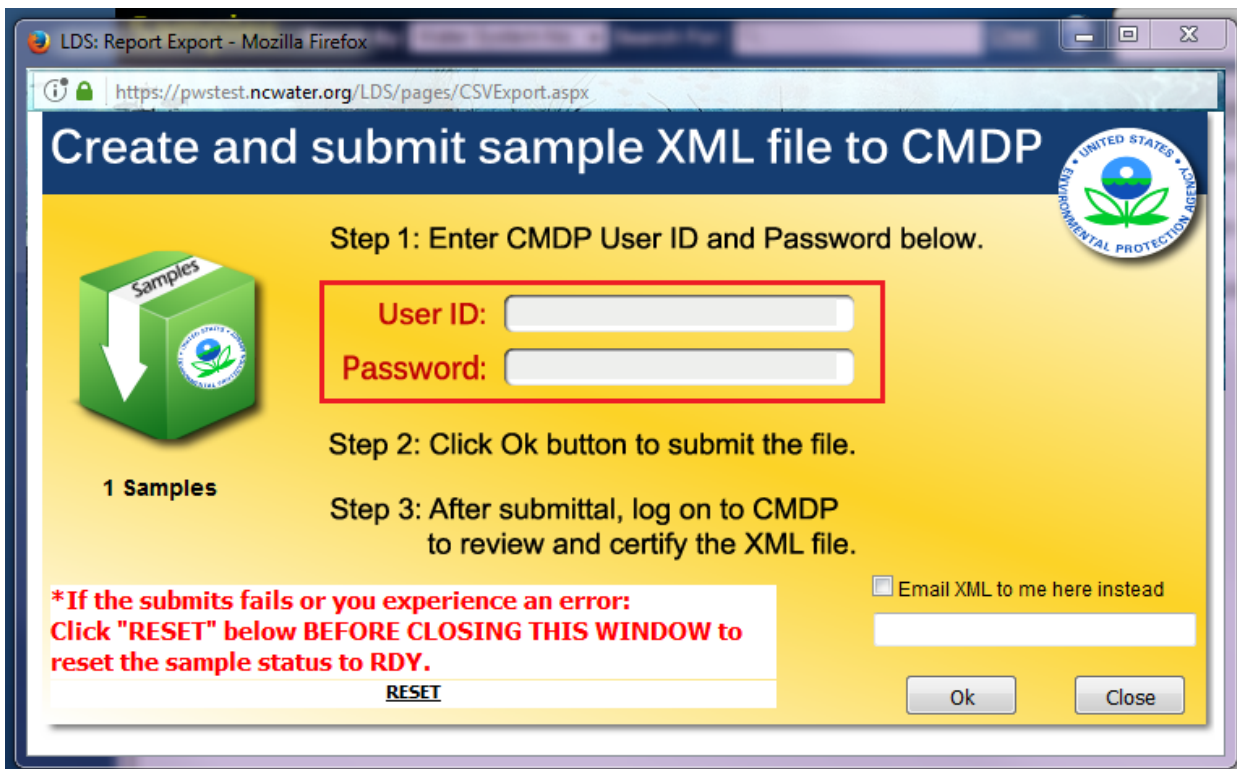 LDS: Report Export - Mozilla Firefox
https://pwstest.ncwater.org/LDS/pages/CSVExport.aspx
Create and submit sample XML file to CMDP
UNITED STATES
ENVIRONMENTAL PROTECTION AGENCY
Step 1: Enter CMDP User ID and Password below.
Samples
User ID:
Password:
Step 2: Click Ok button to submit the file.
1 Samples
Step 3: After submittal, log on to CMDP
to review and certify the XML file.
Email XML to me here instead
*If the submits fails or you experience an error:
Click "RESET" below BEFORE CLOSING THIS WINDOW to
reset the sample status to RDY.
RESET
Ok
Close